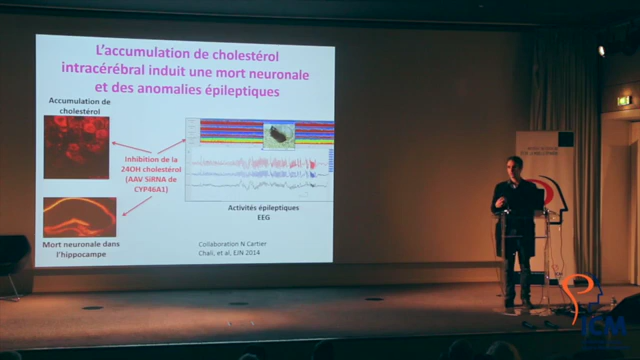 L'accumulation de cholestérol
intracérébral induit une mort neuronale
et des anomalies épileptiques
Accumulation de
cholestérol
Inhibition de la
24OH cholestérol
(AAV SiRNA de
CYP46A1)
Mort neuronale dans
l'hippocampe
Activités épileptiques
EEG
Collaboration N Cartier
Chali, et al, EJN 2014
ICM